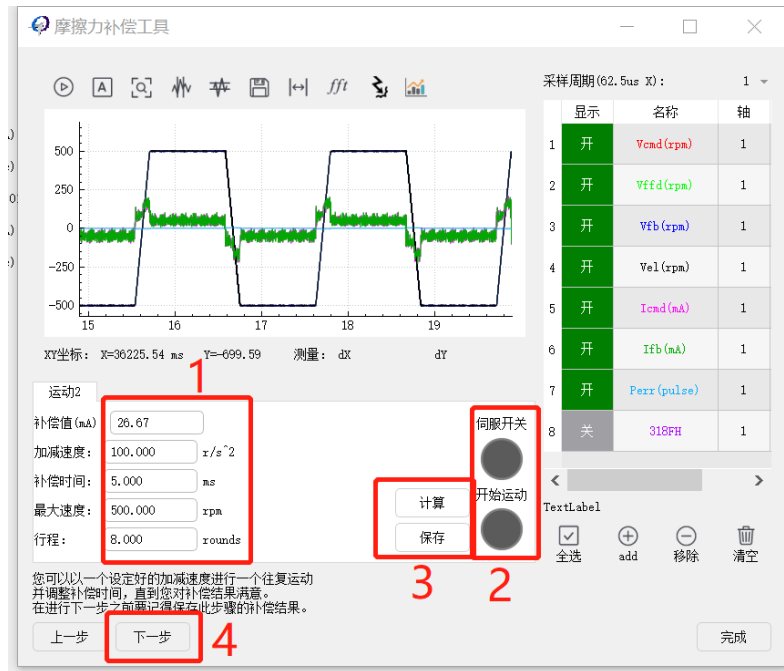 摩擦力补偿工具
A
fft
采样周期(62.5us X): 1
显示 名称 轴
1 开 Vcmd(rpm) 1
2 开 Vffd(rpm) 1
3 开 Vfb(rpm) 1
4 开 Vel(rpm) 1
5 开 Icmd(mA) 1
6 开 Ifb(mA) 1
7 开 Perr(pulse) 1
8 关 318FH 1
500
250
0
-250
-500
15 16 17 18 19
XY坐标: X=36225.54 ms Y=-699.59 测量: dX dY
1
运动2
补偿值(mA) 26.67
加减速度: 100.000 r/s^2
补偿时间: 5.000 ms
最大速度: 500.000 rpm
行程: 8.000 rounds
计算
保存
3
伺服开关
开始运动
2
TextLabel
全选 add 移除 清空
您可以以一个设定好的加减速度进行一个往复运动
并调整补偿时间，直到您对补偿结果满意。
在进行下一步之前要记得保存此步骤的补偿结果。
上一步 下一步 4 完成